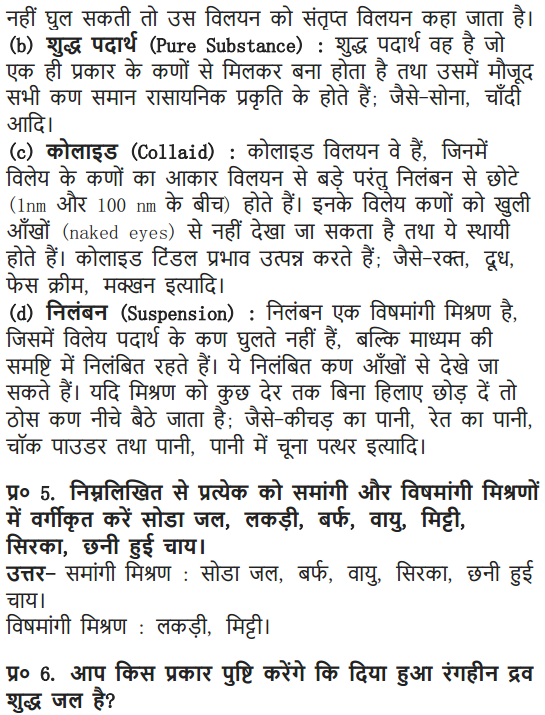 नहीं घुल सकती तो उस विलयन को संतृप्त विलयन कहा जाता है।
(b) शुद्ध पदार्थ (Pure Substance) : शुद्ध पदार्थ वह है जो
एक ही प्रकार के कणों से मिलकर बना होता है तथा उसमें मौजूद
सभी कण समान रासायनिक प्रकृति के होते हैं; जैसे-सोना, चाँदी
आदि।
(c) कोलाइड (Collaid) : कोलाइड विलयन वे हैं, जिनमें
विलेय के कणों का आकार विलयन से बड़े परंतु निलंबन से छोटे
(1nm और 100 nm के बीच) होते हैं। इनके विलेय कणों को खुली
आँखों (naked eyes) से नहीं देखा जा सकता है तथा ये स्थायी
होते हैं। कोलाइड टिंडल प्रभाव उत्पन्न करते हैं; जैसे-रक्त, दूध,
फेस क्रीम, मक्खन इत्यादि।
(d) निलंबन (Suspension) : निलंबन एक विषमांगी मिश्रण है,
जिसमें विलेय पदार्थ के कण घुलते नहीं हैं, बल्कि माध्यम की
समष्टि में निलंबित रहते हैं। ये निलंबित कण आँखों से देखे जा
सकते हैं। यदि मिश्रण को कुछ देर तक बिना हिलाए छोड़ दें तो
ठोस कण नीचे बैठे जाता है; जैसे-कीचड़ का पानी, रेत का पानी,
चॉक पाउडर तथा पानी, पानी में चूना पत्थर इत्यादि।
प्र० 5. निम्नलिखित से प्रत्येक को समांगी और विषमांगी मिश्रणों
में वर्गीकृत करें सोडा जल, लकड़ी, बर्फ, वायु, मिट्टी,
सिरका, छनी हुई चाय।
उत्तर- समांगी मिश्रण : सोडा जल, बर्फ, वायु, सिरका, छनी हुई
चाय।
विषमांगी मिश्रण : लकड़ी, मिट्टी।
प्र० 6. आप किस प्रकार पुष्टि करेंगे कि दिया हुआ रंगहीन द्रव
शुद्ध जल है?